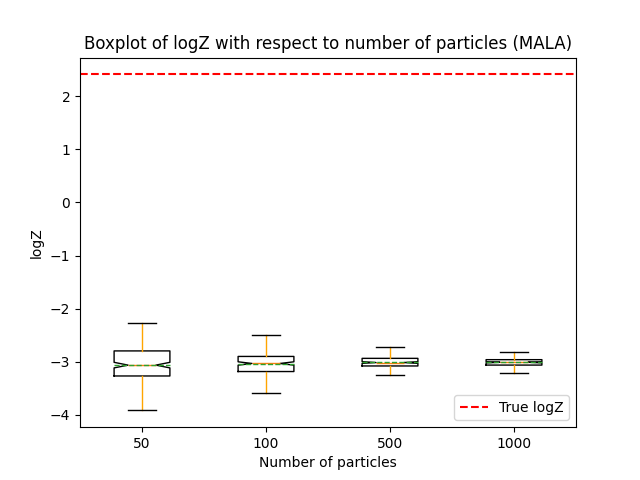 Boxplot of logZ with respect to number of particles (MALA)
2
1
0
−1
−2
−3
−4
logZ
True logZ
50 100 500 1000
Number of particles